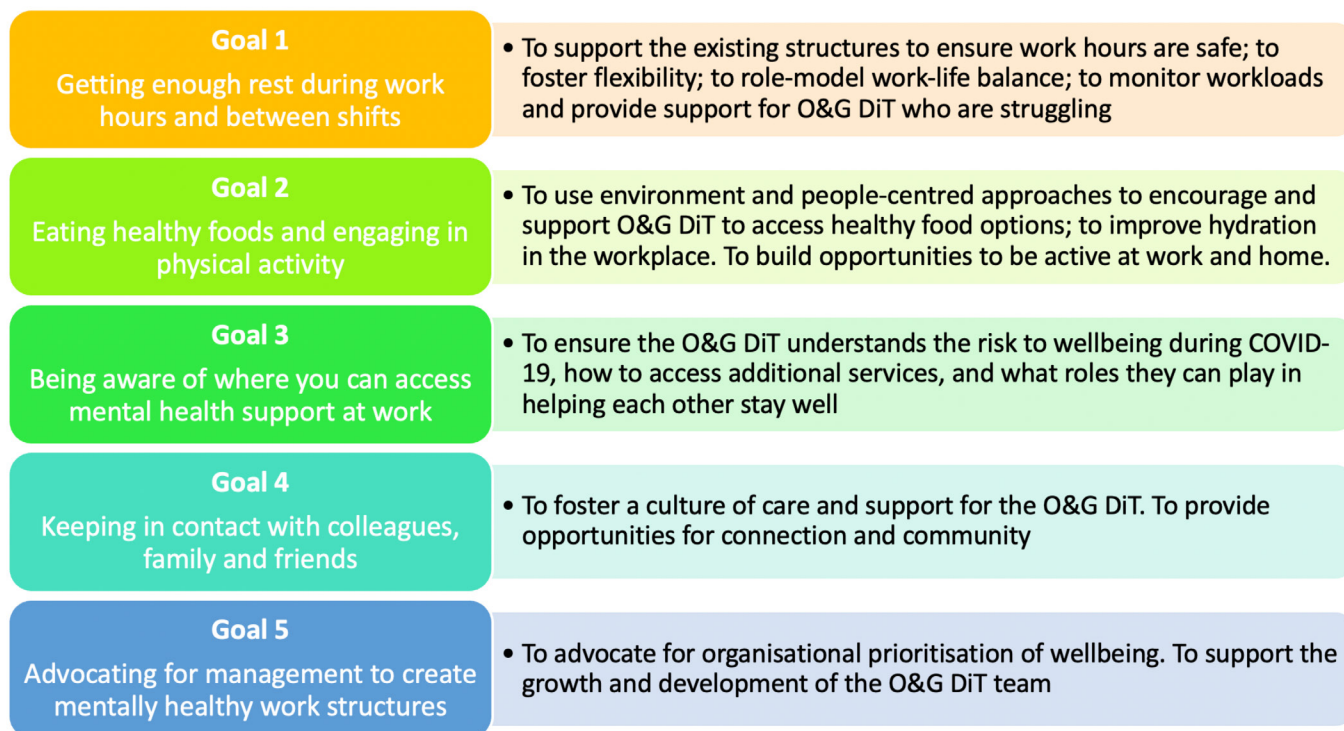 Goal 1
Getting enough rest during work
hours and between shifts
• To support the existing structures to ensure work hours are safe; to
foster flexibility; to role-model work-life balance; to monitor workloads
and provide support for O&G DiT who are struggling
Goal 2
Eating healthy foods and engaging in
physical activity
• To use environment and people-centred approaches to encourage and
support O&G DiT to access healthy food options; to improve hydration
in the workplace. To build opportunities to be active at work and home.
Goal 3
Being aware of where you can access
mental health support at work
• To ensure the O&G DiT understands the risk to wellbeing during COVID-
19, how to access additional services, and what roles they can play in
helping each other stay well
Goal 4
Keeping in contact with colleagues,
family and friends
• To foster a culture of care and support for the O&G DiT. To provide
opportunities for connection and community
Goal 5
Advocating for management to create
mentally healthy work structures
• To advocate for organisational prioritisation of wellbeing. To support the
growth and development of the O&G DiT team